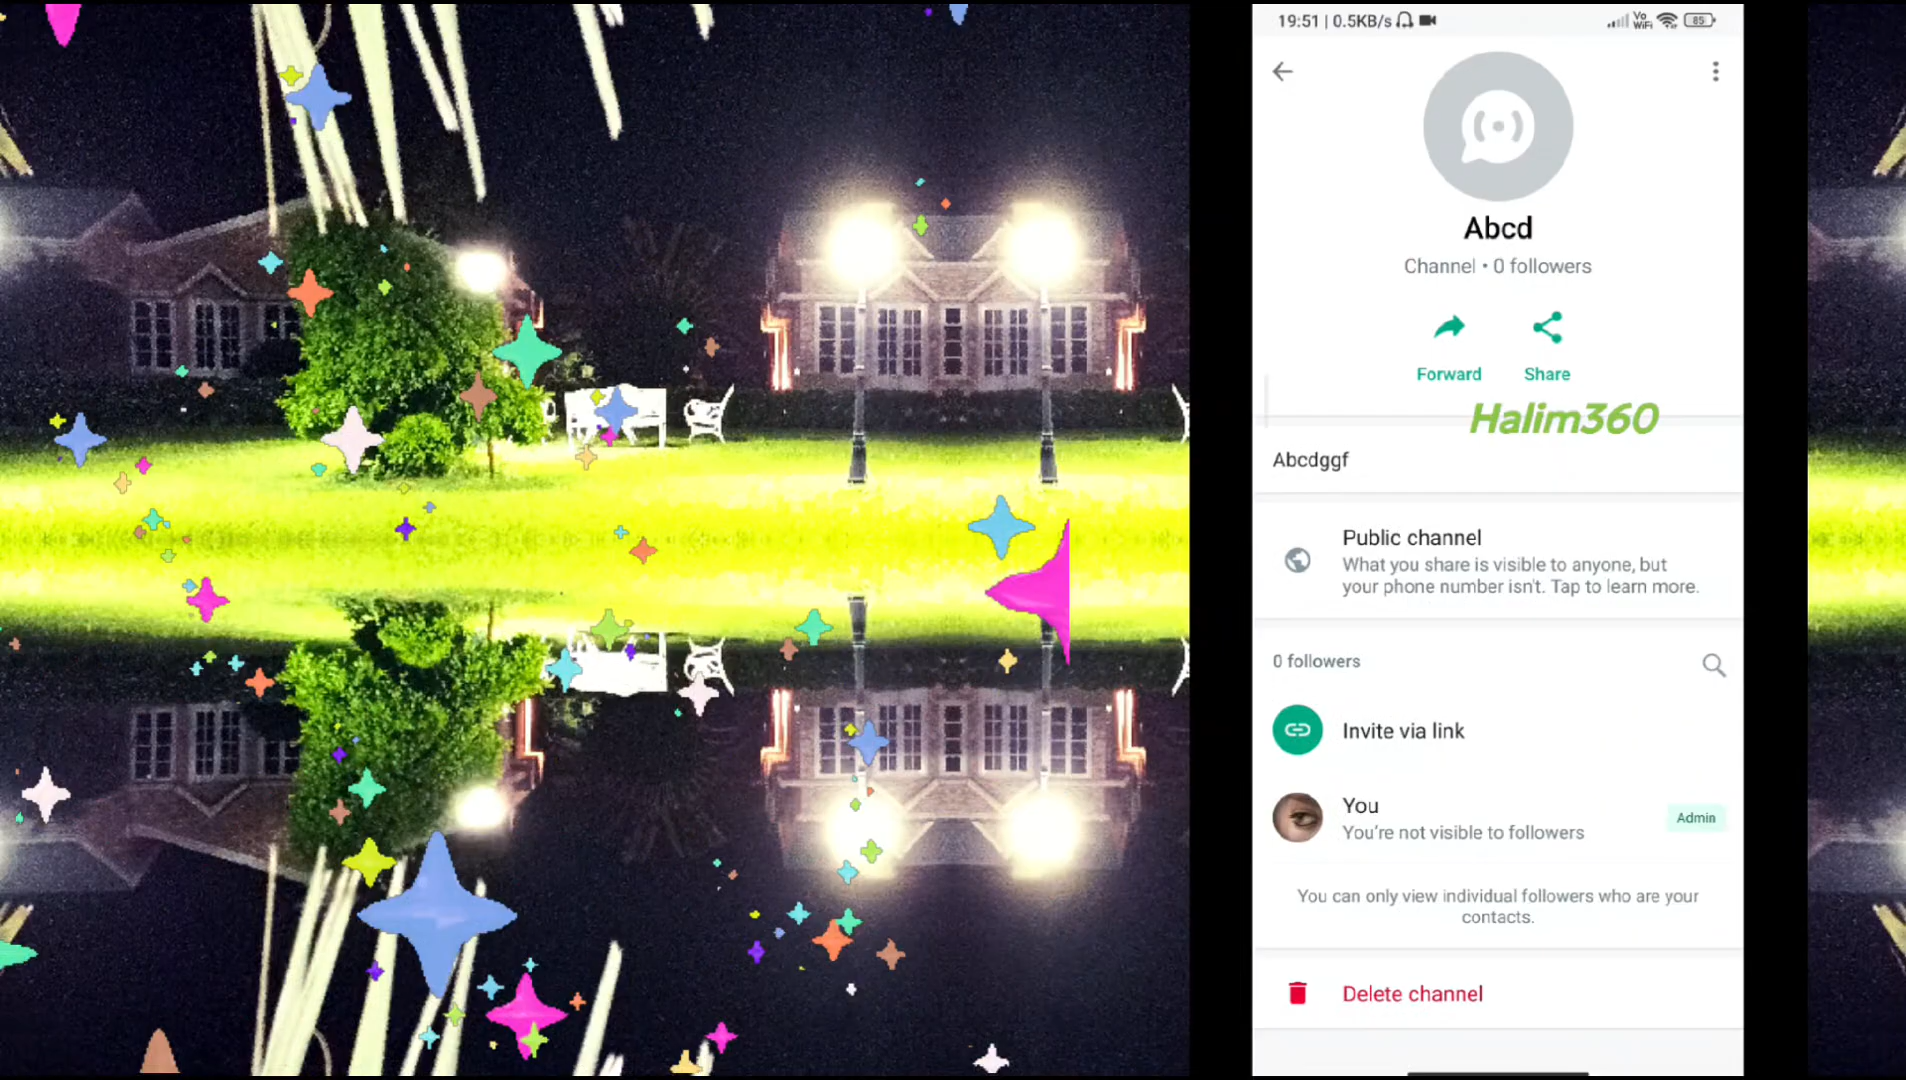 19:51 | 0.5KB/s
Vo
WiFi
85
Abcd
Channel • 0 followers
Forward
Share
Halim360
Abcdggf
Public channel
What you share is visible to anyone, but
your phone number isn't. Tap to learn more.
0 followers
Invite via link
You
You're not visible to followers
Admin
You can only view individual followers who are your
contacts.
Delete channel